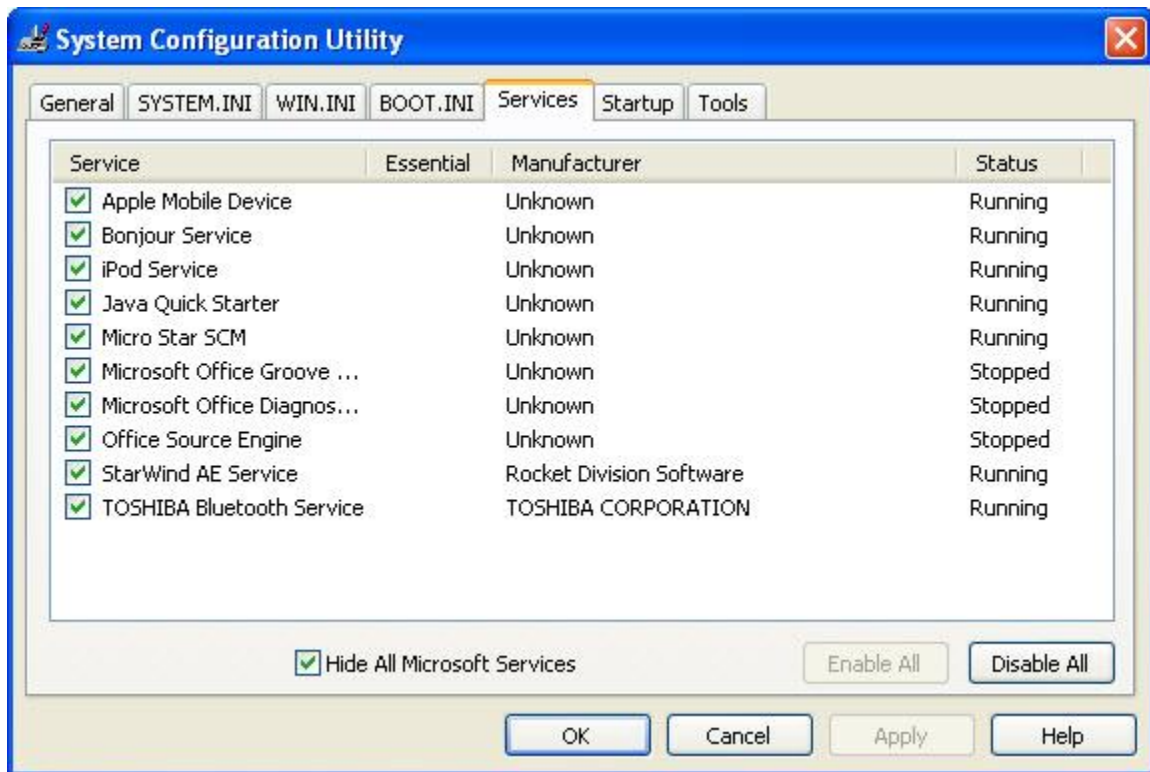 System Configuration Utility
General SYSTEM.INI WIN.INI BOOT.INI Services Startup Tools
Service Essential Manufacturer Status
Apple Mobile Device Unknown Running
Bonjour Service Unknown Running
iPod Service Unknown Running
Java Quick Starter Unknown Running
Micro Star SCM Unknown Running
Microsoft Office Groove ... Unknown Stopped
Microsoft Office Diagnos... Unknown Stopped
Office Source Engine Unknown Stopped
StarWind AE Service Rocket Division Software Running
TOSHIBA Bluetooth Service TOSHIBA CORPORATION Running
Hide All Microsoft Services Enable All Disable All
OK Cancel Apply Help